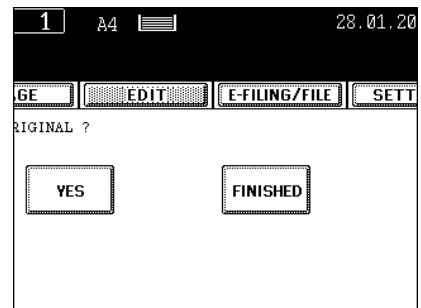 1 A4 28.01.20
GE EDIT E-FILING/FILE SETT
RIGINAL ?
YES FINISHED